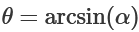 θ = arcsin(α)